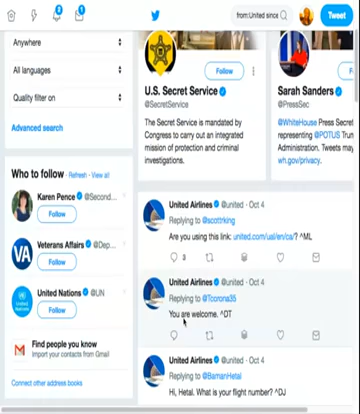 2
1
from:United since
Tweet
Anywhere
All languages
Quality filter on
Advanced search
Who to follow · Refresh · View all
Karen Pence @Second...
Follow
Veterans Affairs @Dep...
VA
Follow
United Nations @UN
Follow
Find people you know
Import your contacts from Gmail
Connect other address books
Follow
U.S. Secret Service
@SecretService
The Secret Service is mandated by
Congress to carry out an integrated
mission of protection and criminal
investigations.
Sarah Sanders
@PressSec
@WhiteHouse Press Secret
representing @POTUS Trum
Administration. Tweets may
wh.gov/privacy.
United Airlines @united · Oct 4
Replying to @scottrking
Are you using this link: united.com/ual/en/ca/? ^ML
3
United Airlines @united · Oct 4
Replying to @Tcorona35
You are welcome. ^DT
United Airlines @united · Oct 4
Replying to @BamanHetal
Hi, Hetal. What is your flight number? ^DJ